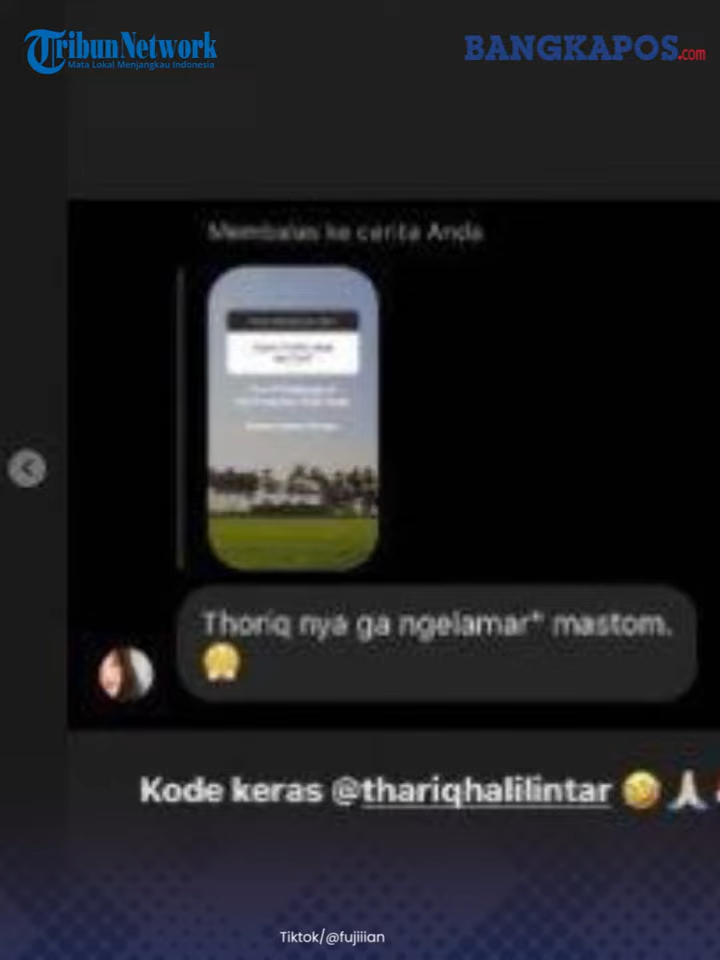 TribunNetwork
BANGKAPOS.com
Mata Lokal Menjangkau Indonesia
Membalas ke cerita Anda
Thoriq nya ga ngelamar" mastom.
Kode keras @thariqhalilintar
Tiktok/@fujiiian